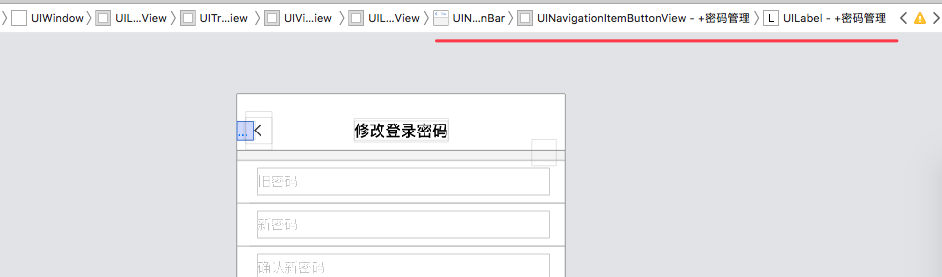 UIWindow UIL...View UITr...iew UIVi...iew UIL...View UIN...nBar UINavigationItemButtonView - +密码管理 L UILabel - +密码管理
... 修改登录密码
旧密码
新密码
确认新密码